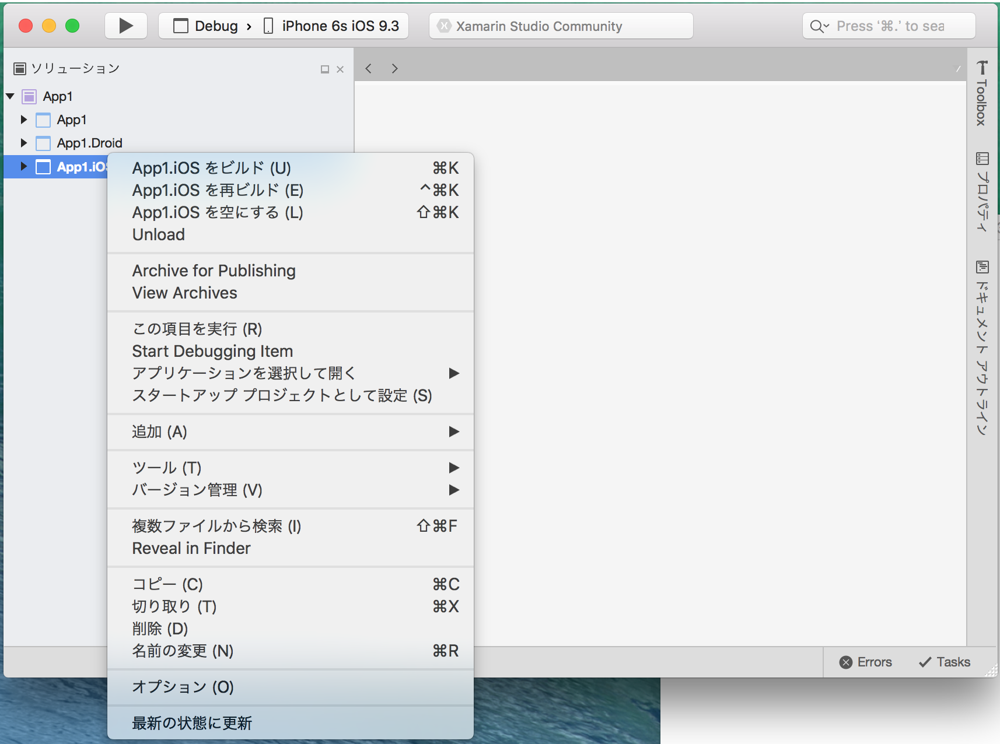 Debug › iPhone 6s iOS 9.3
Xamarin Studio Community
Press ‘⌘.’ to sea
ソリューション
App1
App1
App1.Droid
App1.iOS
App1.iOS をビルド (U) ⌘K
App1.iOS を再ビルド (E) ^⌘K
App1.iOS を空にする (L) ⇧⌘K
Unload
Archive for Publishing
View Archives
この項目を実行 (R)
Start Debugging Item
アプリケーションを選択して開く
スタートアップ プロジェクトとして設定 (S)
追加 (A)
ツール (T)
バージョン管理 (V)
複数ファイルから検索 (I) ⇧⌘F
Reveal in Finder
コピー (C) ⌘C
切り取り (T) ⌘X
削除 (D)
名前の変更 (N) ⌘R
オプション (O)
最新の状態に更新
Toolbox
プロパティ
ドキュメント アウトライン
Errors
Tasks